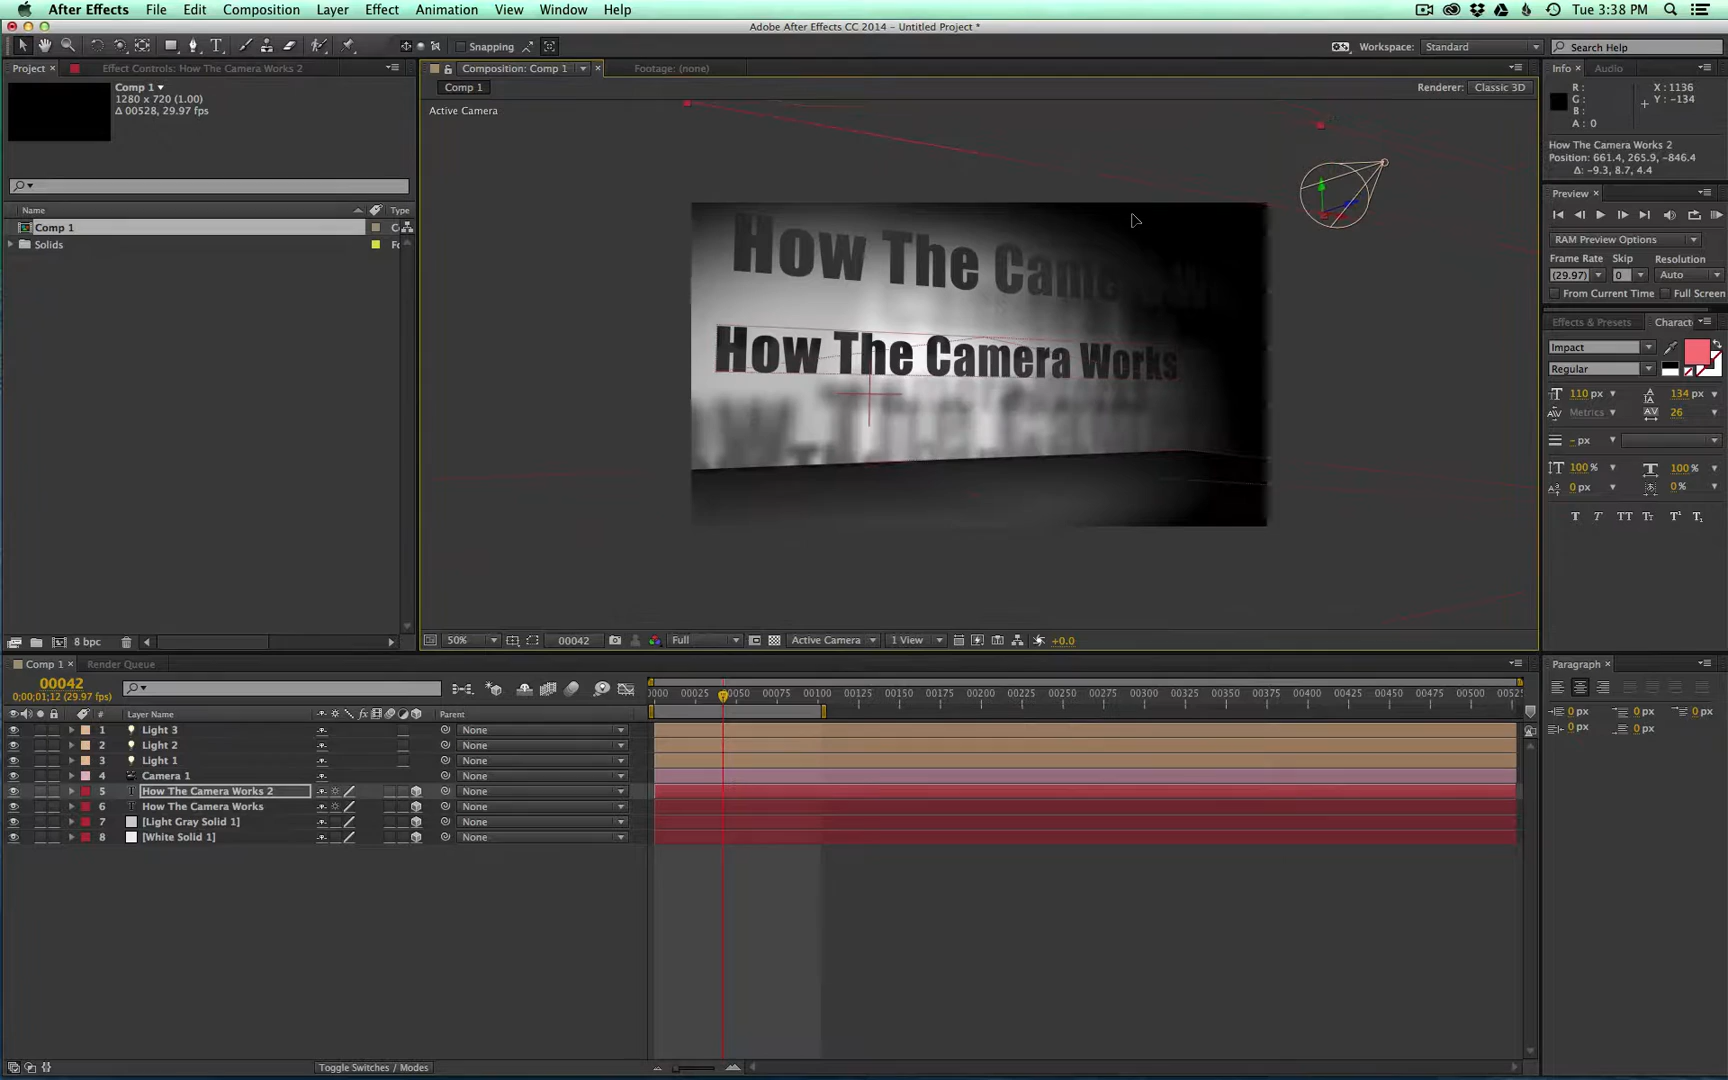 After Effects File Edit Composition Layer Effect Animation View Window Help
Tue 3:38 PM
Adobe After Effects CC 2014 - Untitled Project *
Snapping
Workspace: Standard
Search Help
Project
Effect Controls: How The Camera Works 2
Composition: Comp 1
Footage: (none)
Info
Audio
Comp 1
1280 x 720 (1.00)
Δ 00528, 29.97 fps
Comp 1
Renderer: Classic 3D
R :
G :
B :
A : 0
X : 1136
Y : -134
Active Camera
How The Camera Works 2
Position: 661.4, 265.9, -846.4
Δ: -9.3, 8.7, 4.4
Preview
RAM Preview Options
Frame Rate Skip Resolution
(29.97) 0 Auto
From Current Time Full Screen
Name Type
Comp 1
Solids
How The Came
How The Camera Works
Effects & Presets
Charact
Impact
Regular
110 px
134 px
Metrics
26
- px
100 %
100 %
0 px
0 %
T T TT Tт T¹ T₁
8 bpc
50%
00042
Full
Active Camera
1 View
+0.0
Comp 1
Render Queue
Paragraph
00042
0;00;01;12 (29.97 fps)
0000 00025 00050 00075 00100 00125 00150 00175 00200 00225 00250 00275 00300 00325 00350 00375 00400 00425 00450 00475 00500 0052
0 px 0 px 0 px
0 px 0 px
# Layer Name Parent
1 Light 3 None
2 Light 2 None
3 Light 1 None
4 Camera 1 None
5 How The Camera Works 2 None
6 How The Camera Works None
7 [Light Gray Solid 1] None
8 [White Solid 1] None
Toggle Switches / Modes